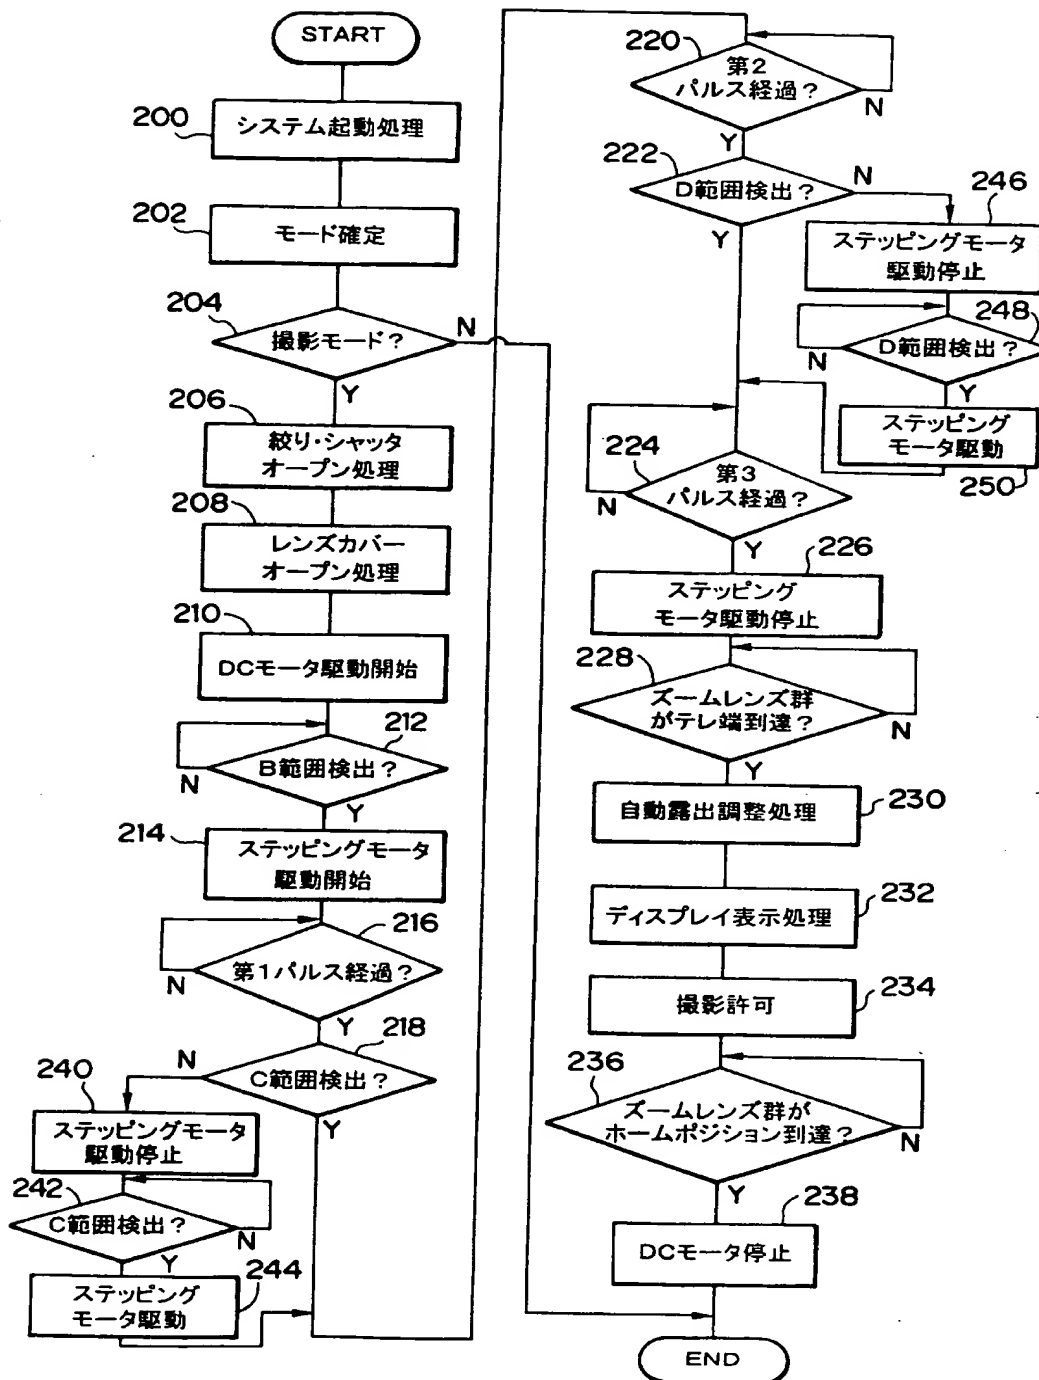 START
200
システム起動処理
202
モード確定
204
撮影モード?
N
Y
206
絞り・シャッタ
オープン処理
208
レンズカバー
オープン処理
210
DCモータ駆動開始
212
B範囲検出?
N
Y
214
ステッピングモータ
駆動開始
216
第1パルス経過?
N
Y
218
N
C範囲検出?
Y
240
ステッピングモータ
駆動停止
242
C範囲検出?
N
Y
244
ステッピング
モータ駆動
220
第2
パルス経過?
N
Y
222
D範囲検出?
N
Y
246
ステッピングモータ
駆動停止
248
D範囲検出?
N
Y
ステッピング
モータ駆動
250
224
第3
パルス経過?
N
Y
226
ステッピング
モータ駆動停止
228
ズームレンズ群
がテレ端到達?
N
Y
自動露出調整処理
230
ディスプレイ表示処理
232
撮影許可
234
236
ズームレンズ群が
ホームポジション到達?
N
Y
238
DCモータ停止
END